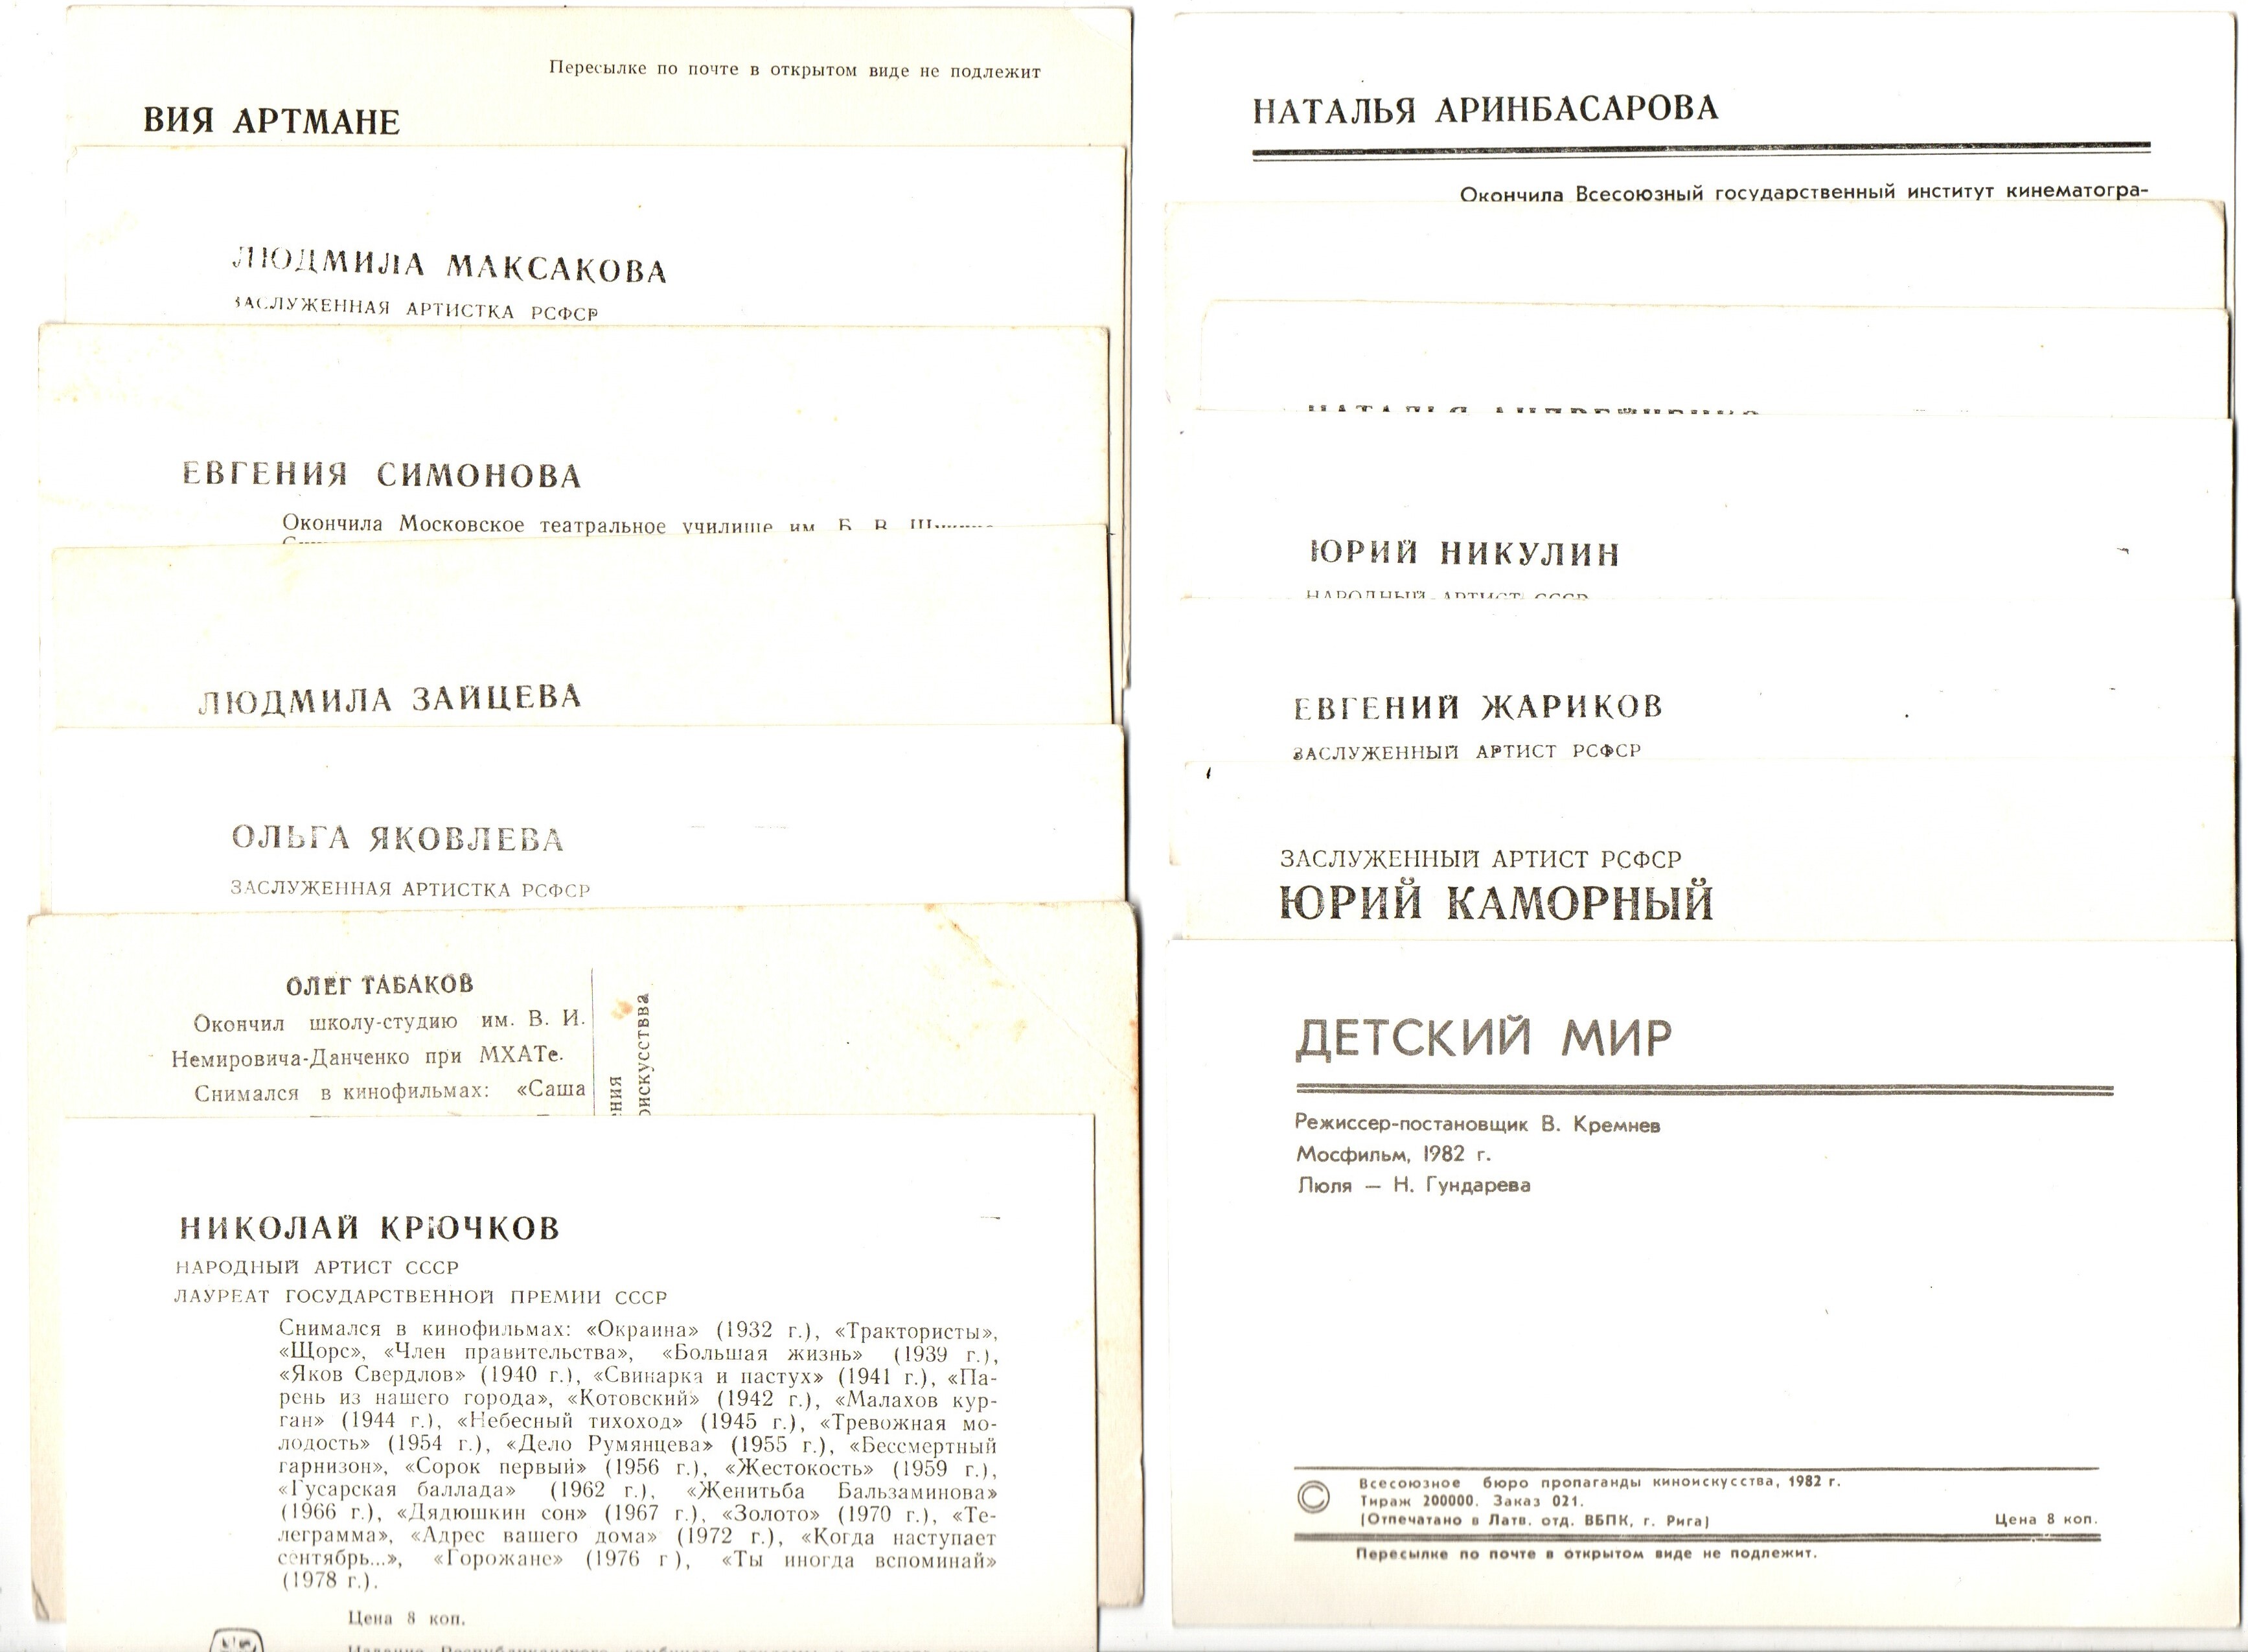 Пересылке по почте в открытом виде не подлежит
ВИЯ АРТМАНЕ
ЛЮДМИЛА МАКСАКОВА
ЗАСЛУЖЕННАЯ АРТИСТКА РСФСР
ЕВГЕНИЯ СИМОНОВА
Окончила Московское театральное училище им. Б. В.
ЛЮДМИЛА ЗАЙЦЕВА
ОЛЬГА ЯКОВЛЕВА
ЗАСЛУЖЕННАЯ АРТИСТКА РСФСР
ОЛЕГ ТАБАКОВ
Окончил школу-студию им. В. И.
Немировича-Данченко при МХАТе.
Снимался в кинофильмах: «Саша
НИКОЛАЙ КРЮЧКОВ
НАРОДНЫЙ АРТИСТ СССР
ЛАУРЕАТ ГОСУДАРСТВЕННОЙ ПРЕМИИ СССР
Снимался в кинофильмах: «Окраина» (1932 г.), «Трактористы»,
«Щорс», «Член правительства», «Большая жизнь» (1939 г.),
«Яков Свердлов» (1940 г.), «Свинарка и пастух» (1941 г.), «Па-
рень из нашего города», «Котовский» (1942 г.), «Малахов кур-
ган» (1944 г.), «Небесный тихоход» (1945 г.), «Тревожная мо-
лодость» (1954 г.), «Дело Румянцева» (1955 г.), «Бессмертный
гарнизон», «Сорок первый» (1956 г.), «Жестокость» (1959 г.),
«Гусарская баллада» (1962 г.), «Женитьба Бальзаминова»
(1966 г.), «Дядюшкин сон» (1967 г.), «Золото» (1970 г.), «Те-
леграмма», «Адрес вашего дома» (1972 г.), «Когда наступает
сентябрь...», «Горожане» (1976 г), «Ты иногда вспоминай»
(1978 г.).
Цена 8 коп.
НАТАЛЬЯ АРИНБАСАРОВА
Окончила Всесоюзный государственный институт кинематогра-
НАТАЛЬЯ АНДРЕЙЧЕНКО
ЮРИЙ НИКУЛИН
НАРОДНЫЙ АРТИСТ СССР
ЕВГЕНИЙ ЖАРИКОВ
ЗАСЛУЖЕННЫЙ АРТИСТ РСФСР
ЗАСЛУЖЕННЫЙ АРТИСТ РСФСР
ЮРИЙ КАМОРНЫЙ
ДЕТСКИЙ МИР
Режиссер-постановщик В. Кремнев
Мосфильм, 1982 г.
Люля — Н. Гундарева
© Всесоюзное бюро пропаганды киноискусства, 1982 г.
Тираж 200000. Заказ 021.
(Отпечатано в Латв. отд. ВБПК, г. Рига) Цена 8 коп.
Пересылке по почте в открытом виде не подлежит.